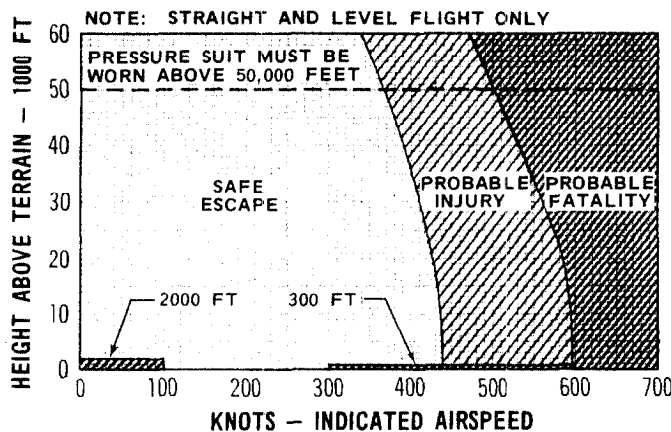 NOTE: STRAIGHT AND LEVEL FLIGHT ONLY
60
PRESSURE SUIT MUST BE
WORN ABOVE 50,000 FEET
50
40
30
20
10
0
HEIGHT ABOVE TERRAIN – 1000 FT
SAFE
ESCAPE
PROBABLE
INJURY
PROBABLE
FATALITY
2000 FT
300 FT
0 100 200 300 400 500 600 700
KNOTS – INDICATED AIRSPEED